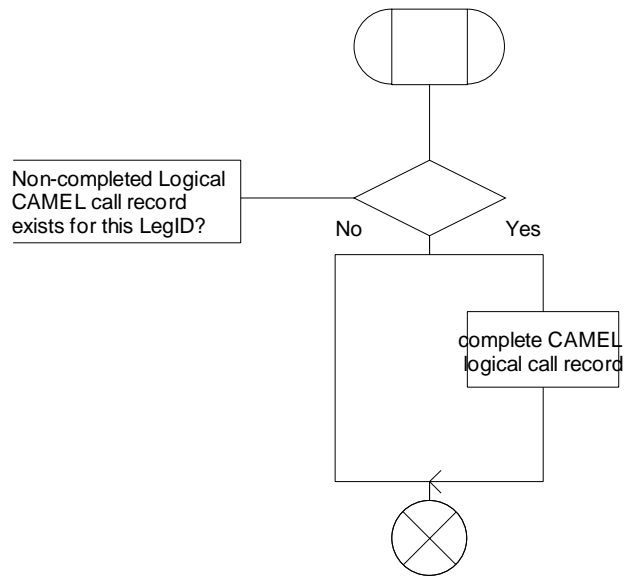 Non-completed Logical
CAMEL call record
exists for this LegID?
No
Yes
complete CAMEL
logical call record